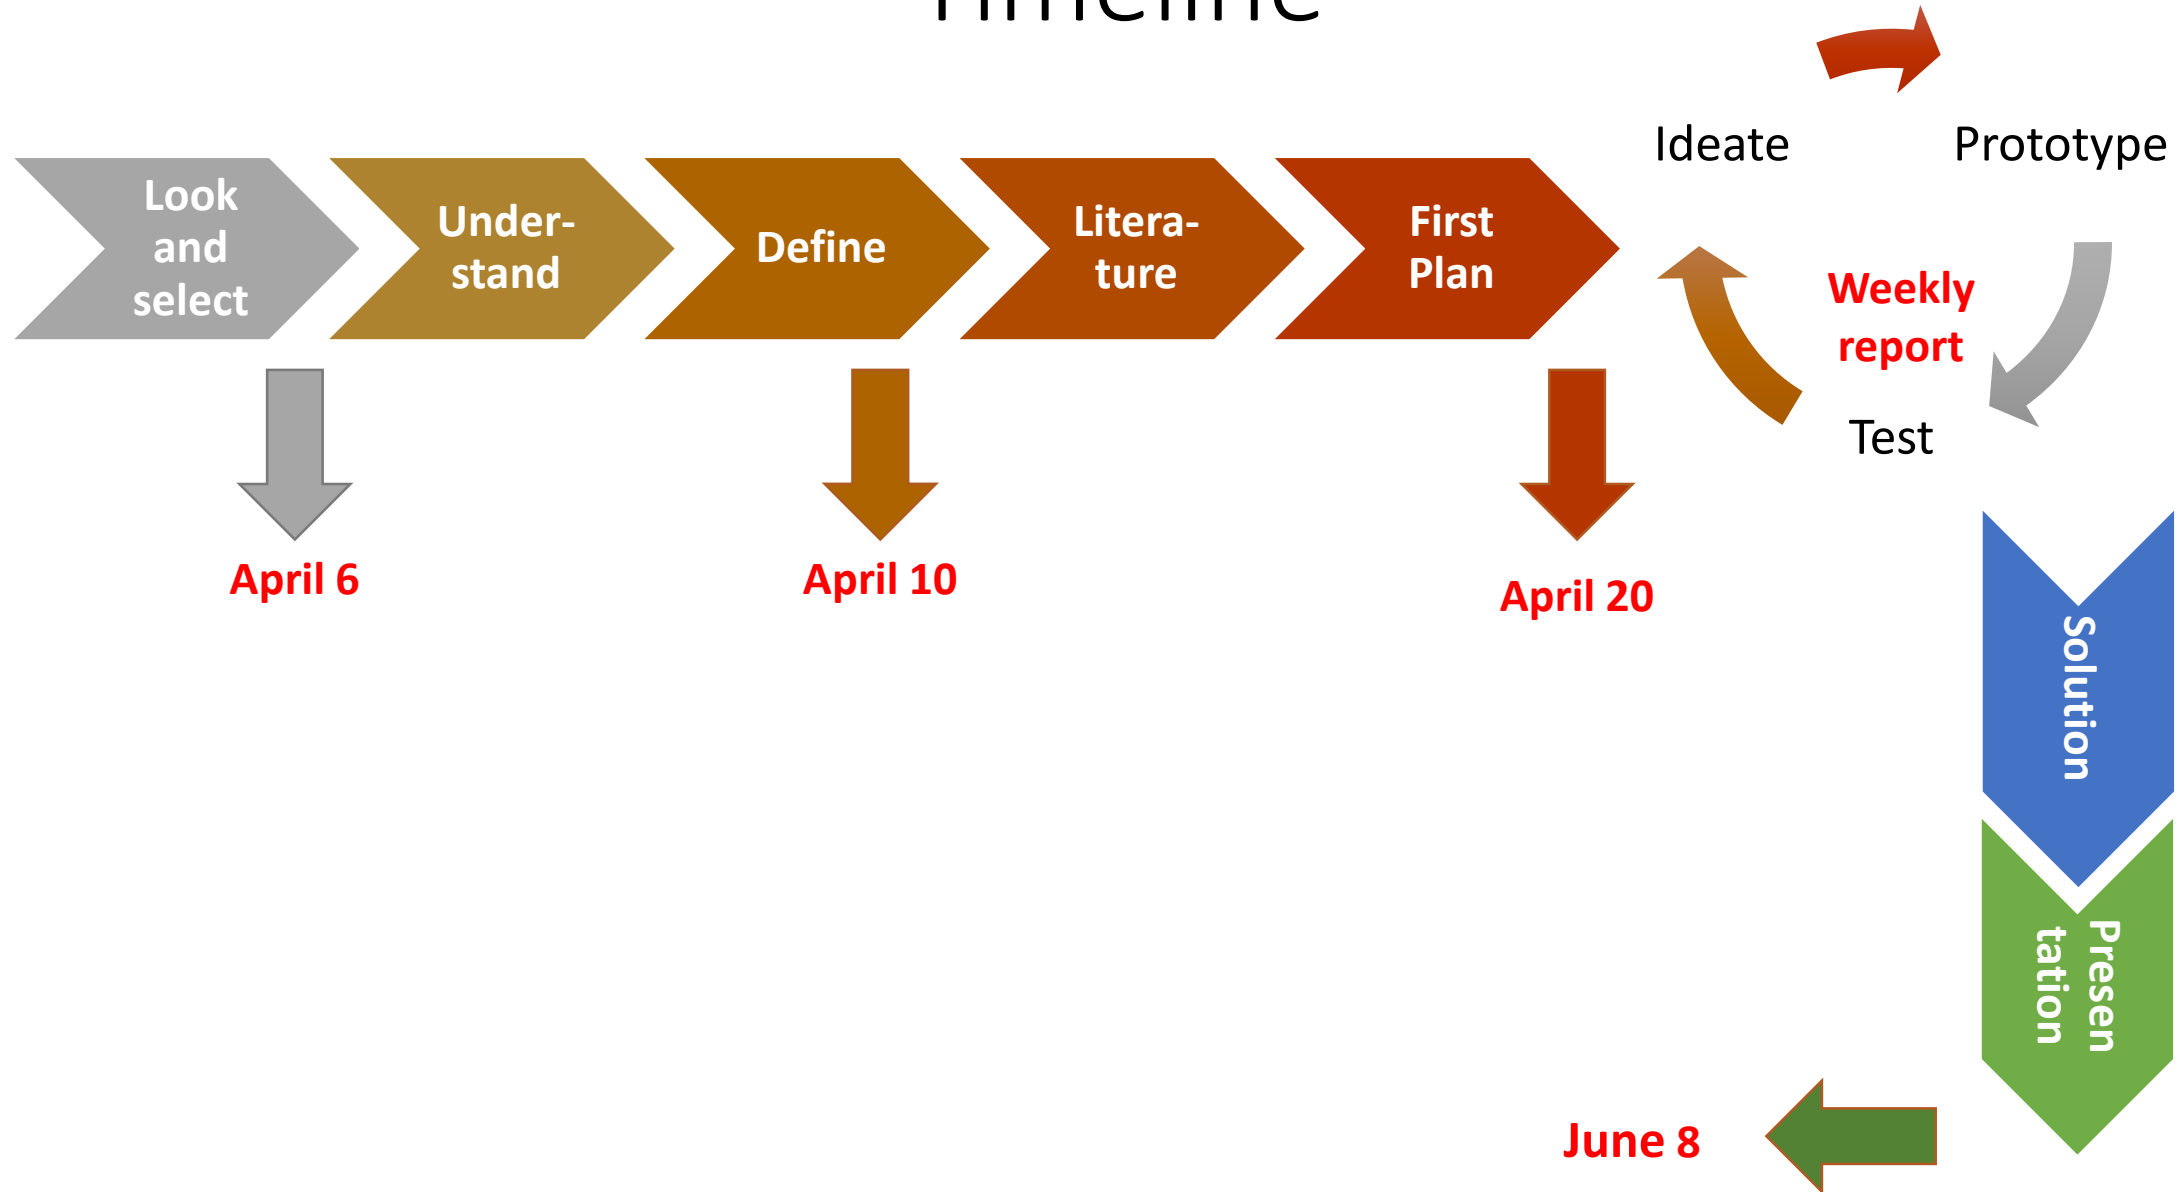 Timeline
Look
and
select
Under-
stand
Define
Litera-
ture
First
Plan
Ideate
Prototype
Weekly
report
Test
April 6
April 10
April 20
Solution
Presen
tation
June 8